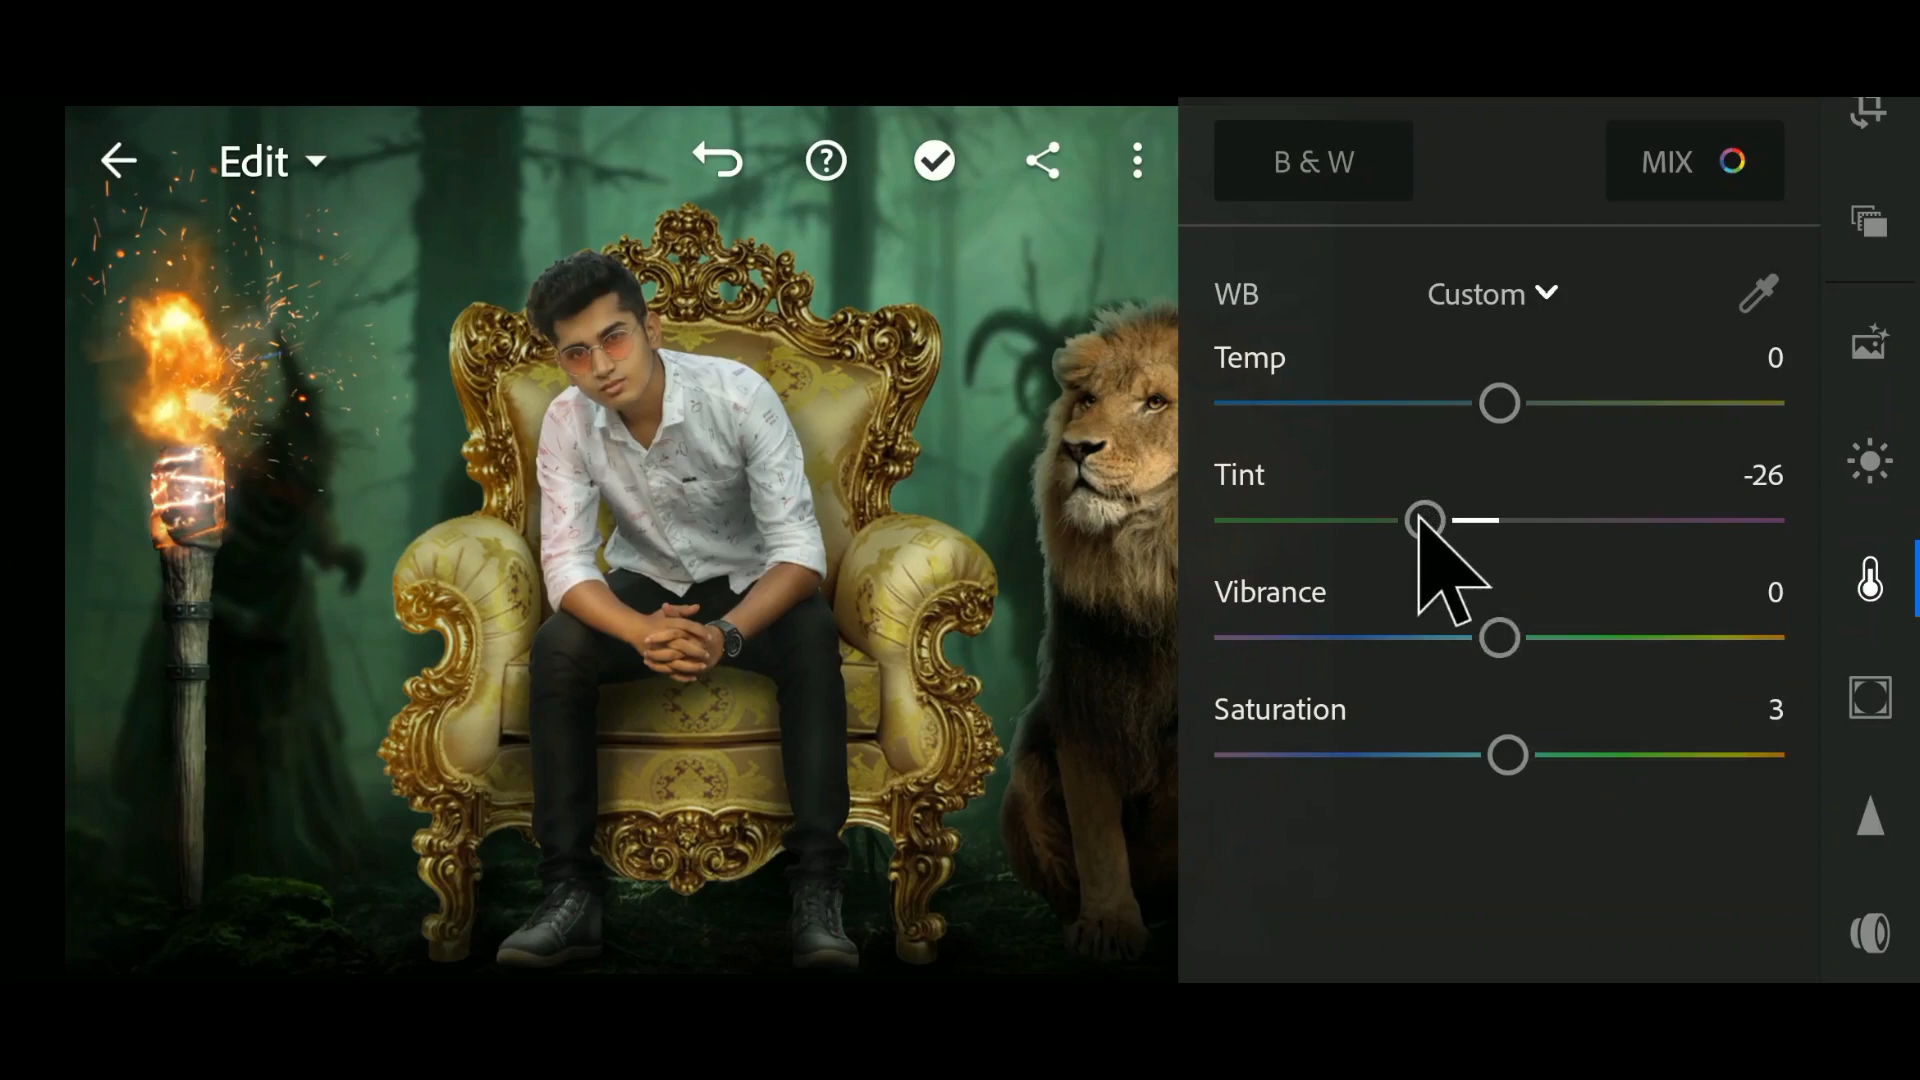 Edit
B & W
MIX
WB
Custom
Temp
0
Tint
-26
Vibrance
0
Saturation
3